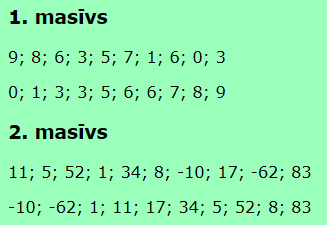 1. masīvs
9; 8; 6; 3; 5; 7; 1; 6; 0; 3
0; 1; 3; 3; 5; 6; 6; 7; 8; 9
2. masīvs
11; 5; 52; 1; 34; 8; -10; 17; -62; 83
-10; -62; 1; 11; 17; 34; 5; 52; 8; 83